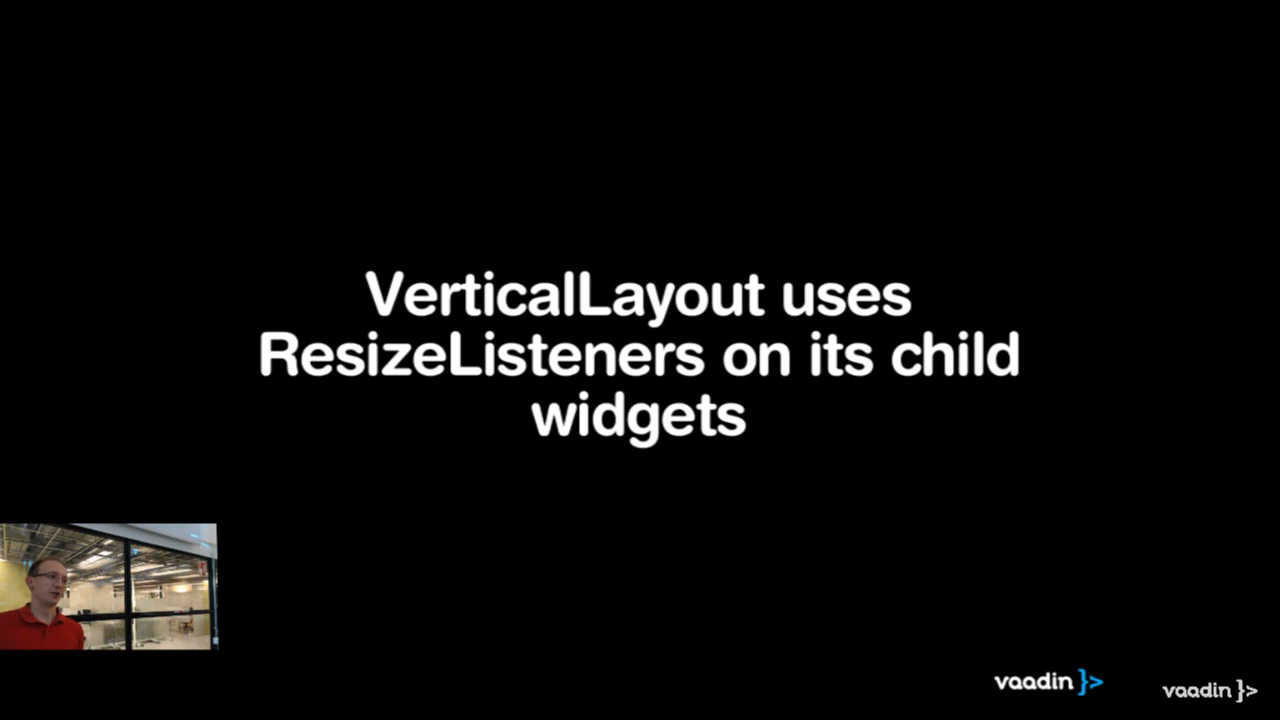 VerticalLayout uses
ResizeListeners on its child
widgets
vaadin }>
vaadin }>